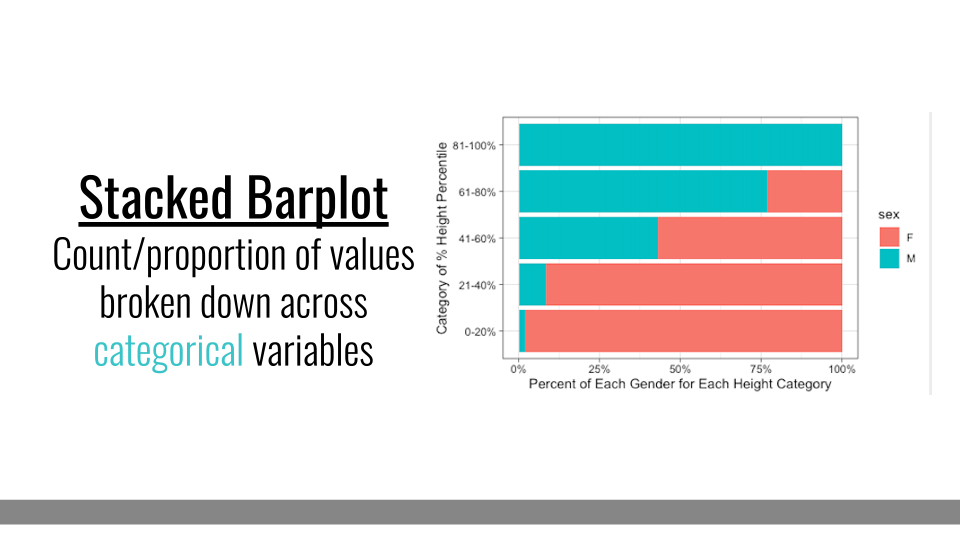 Stacked Barplot
Count/proportion of values
broken down across
categorical variables
Category of % Height Percentile
81-100%
61-80%
41-60%
21-40%
0-20%
0%
25%
50%
75%
100%
Percent of Each Gender for Each Height Category
sex
F
M